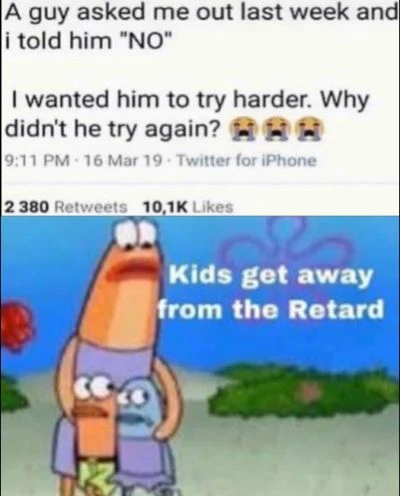 A guy asked me out last week and
i told him "NO"
I wanted him to try harder. Why
didn't he try again? 😭😭😭
9:11 PM · 16 Mar 19 · Twitter for iPhone
2 380 Retweets 10,1K Likes
Kids get away
from the Retard